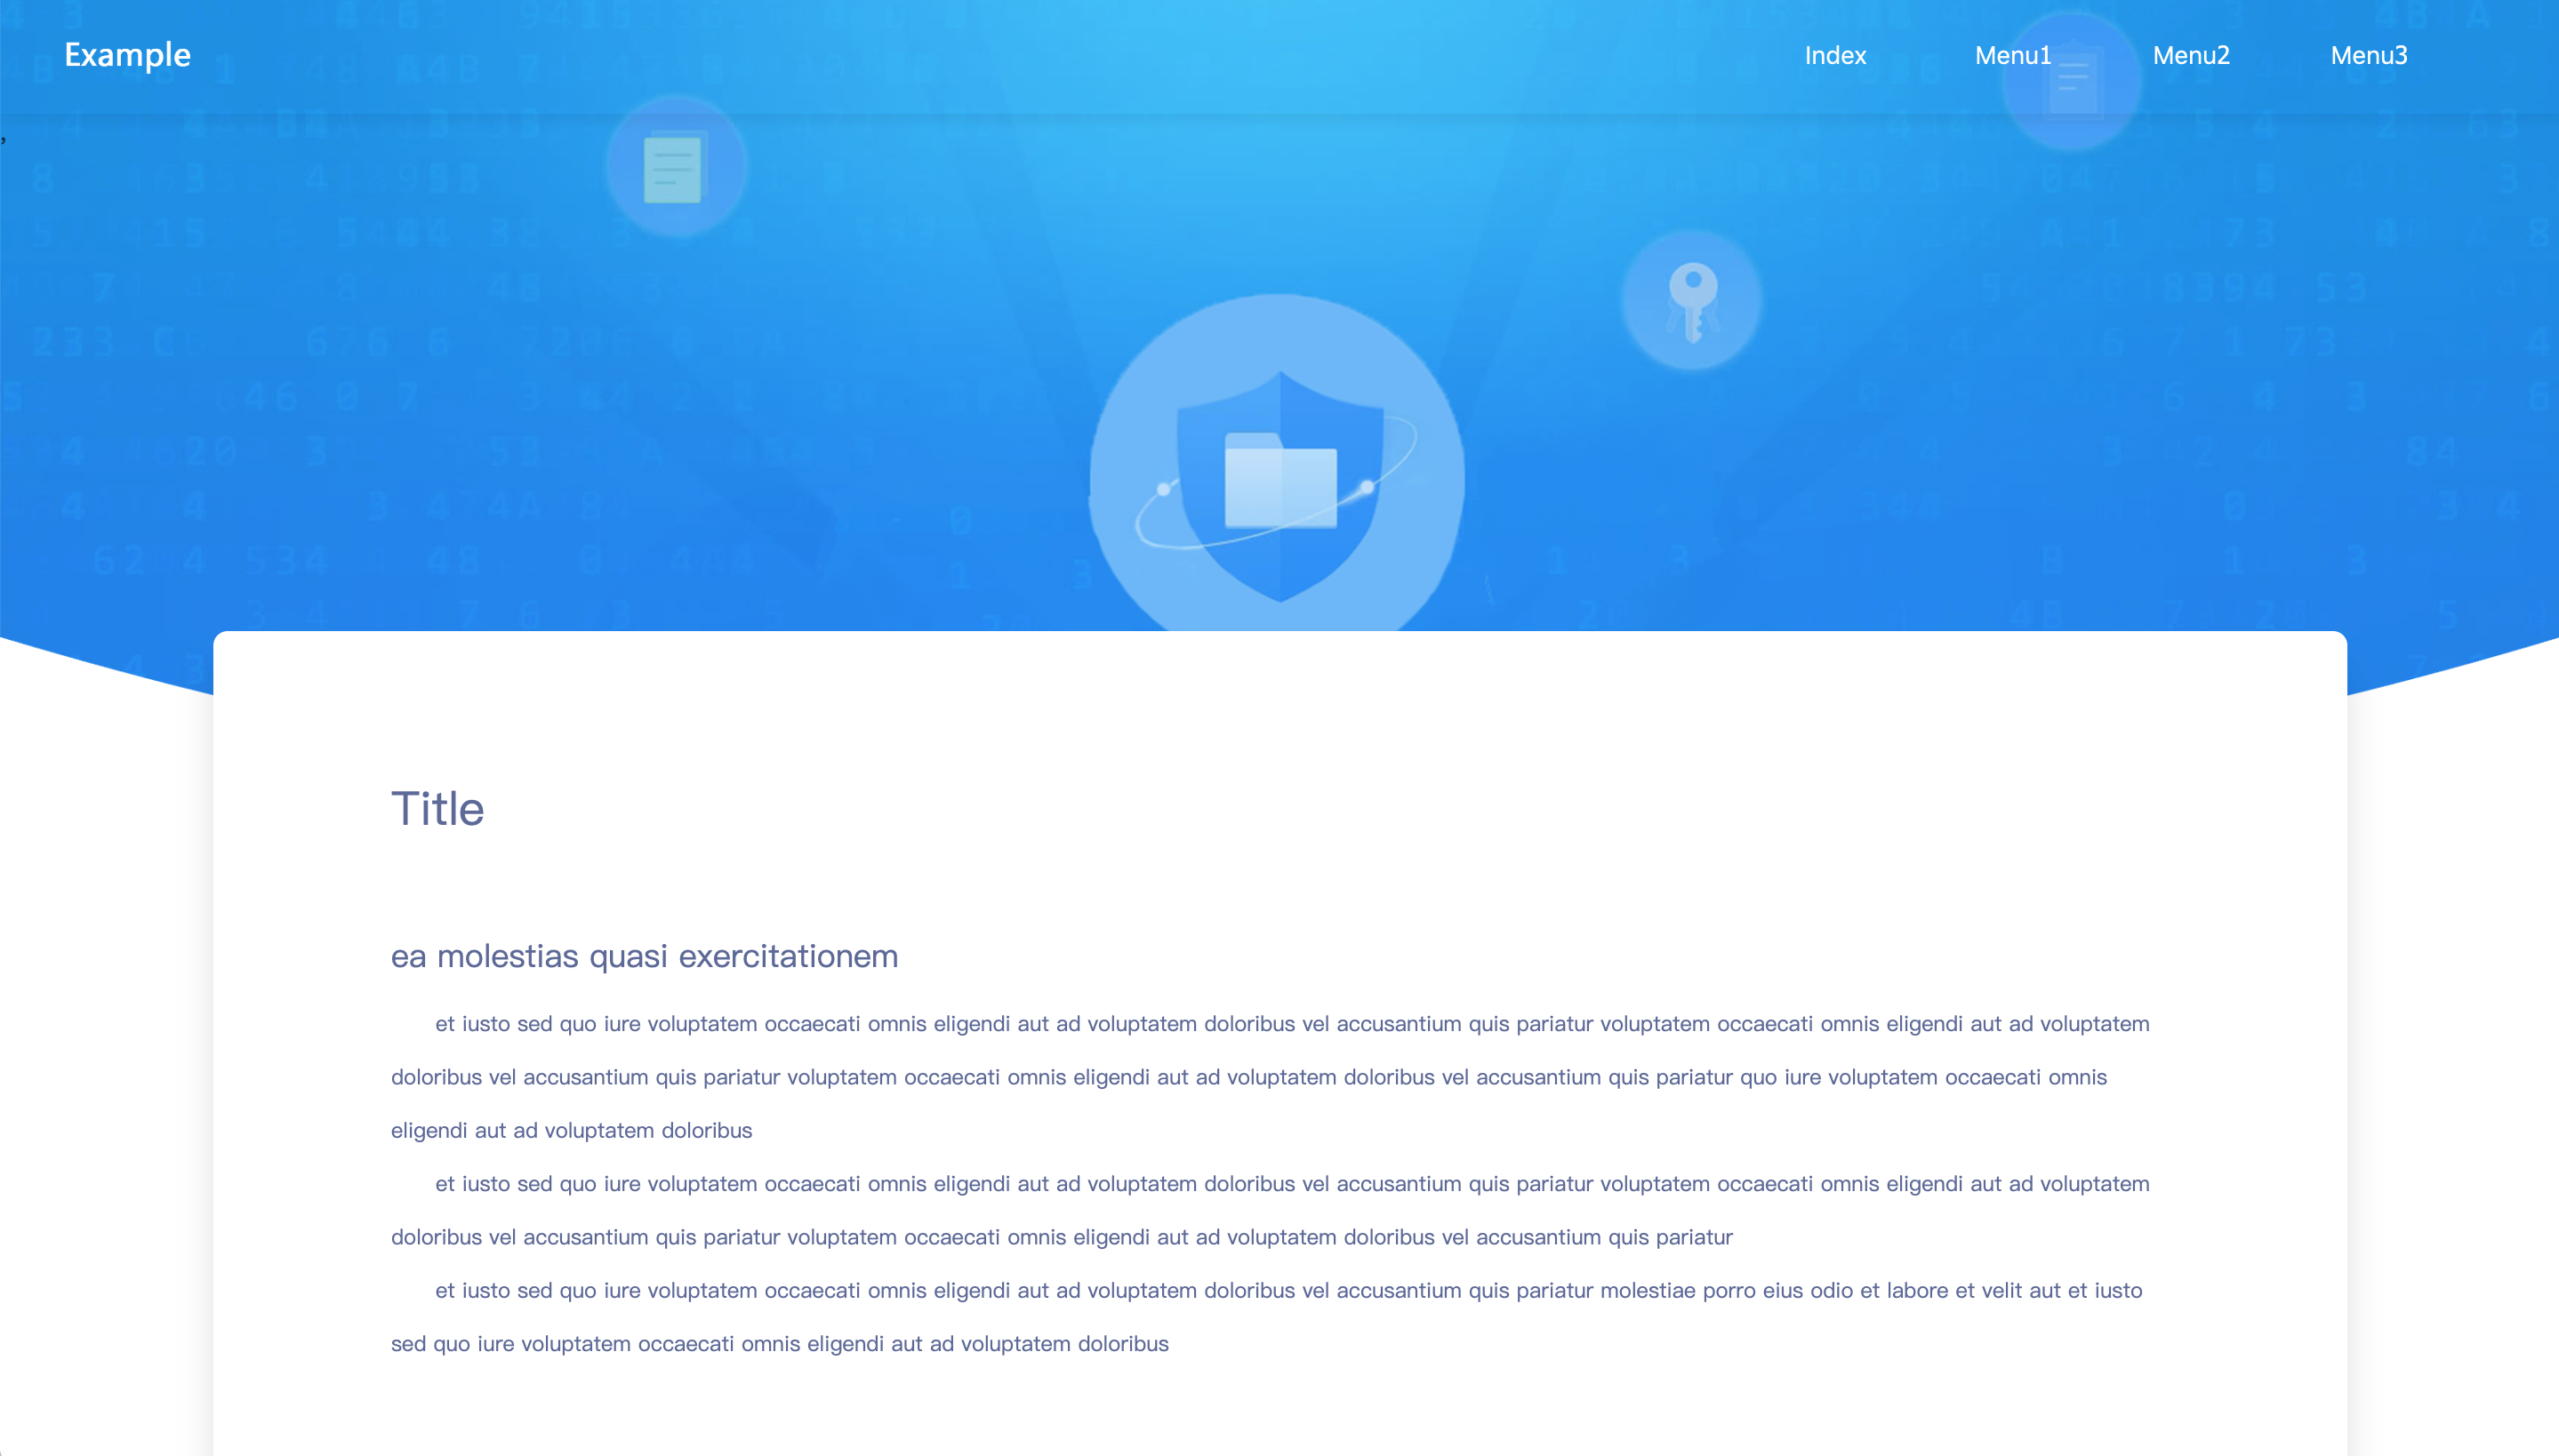 Example
Index
Menu1
Menu2
Menu3
,
Title
ea molestias quasi exercitationem
et iusto sed quo iure voluptatem occaecati omnis eligendi aut ad voluptatem doloribus vel accusantium quis pariatur voluptatem occaecati omnis eligendi aut ad voluptatem
doloribus vel accusantium quis pariatur voluptatem occaecati omnis eligendi aut ad voluptatem doloribus vel accusantium quis pariatur quo iure voluptatem occaecati omnis
eligendi aut ad voluptatem doloribus
et iusto sed quo iure voluptatem occaecati omnis eligendi aut ad voluptatem doloribus vel accusantium quis pariatur voluptatem occaecati omnis eligendi aut ad voluptatem
doloribus vel accusantium quis pariatur voluptatem occaecati omnis eligendi aut ad voluptatem doloribus vel accusantium quis pariatur
et iusto sed quo iure voluptatem occaecati omnis eligendi aut ad voluptatem doloribus vel accusantium quis pariatur molestiae porro eius odio et labore et velit aut et iusto
sed quo iure voluptatem occaecati omnis eligendi aut ad voluptatem doloribus